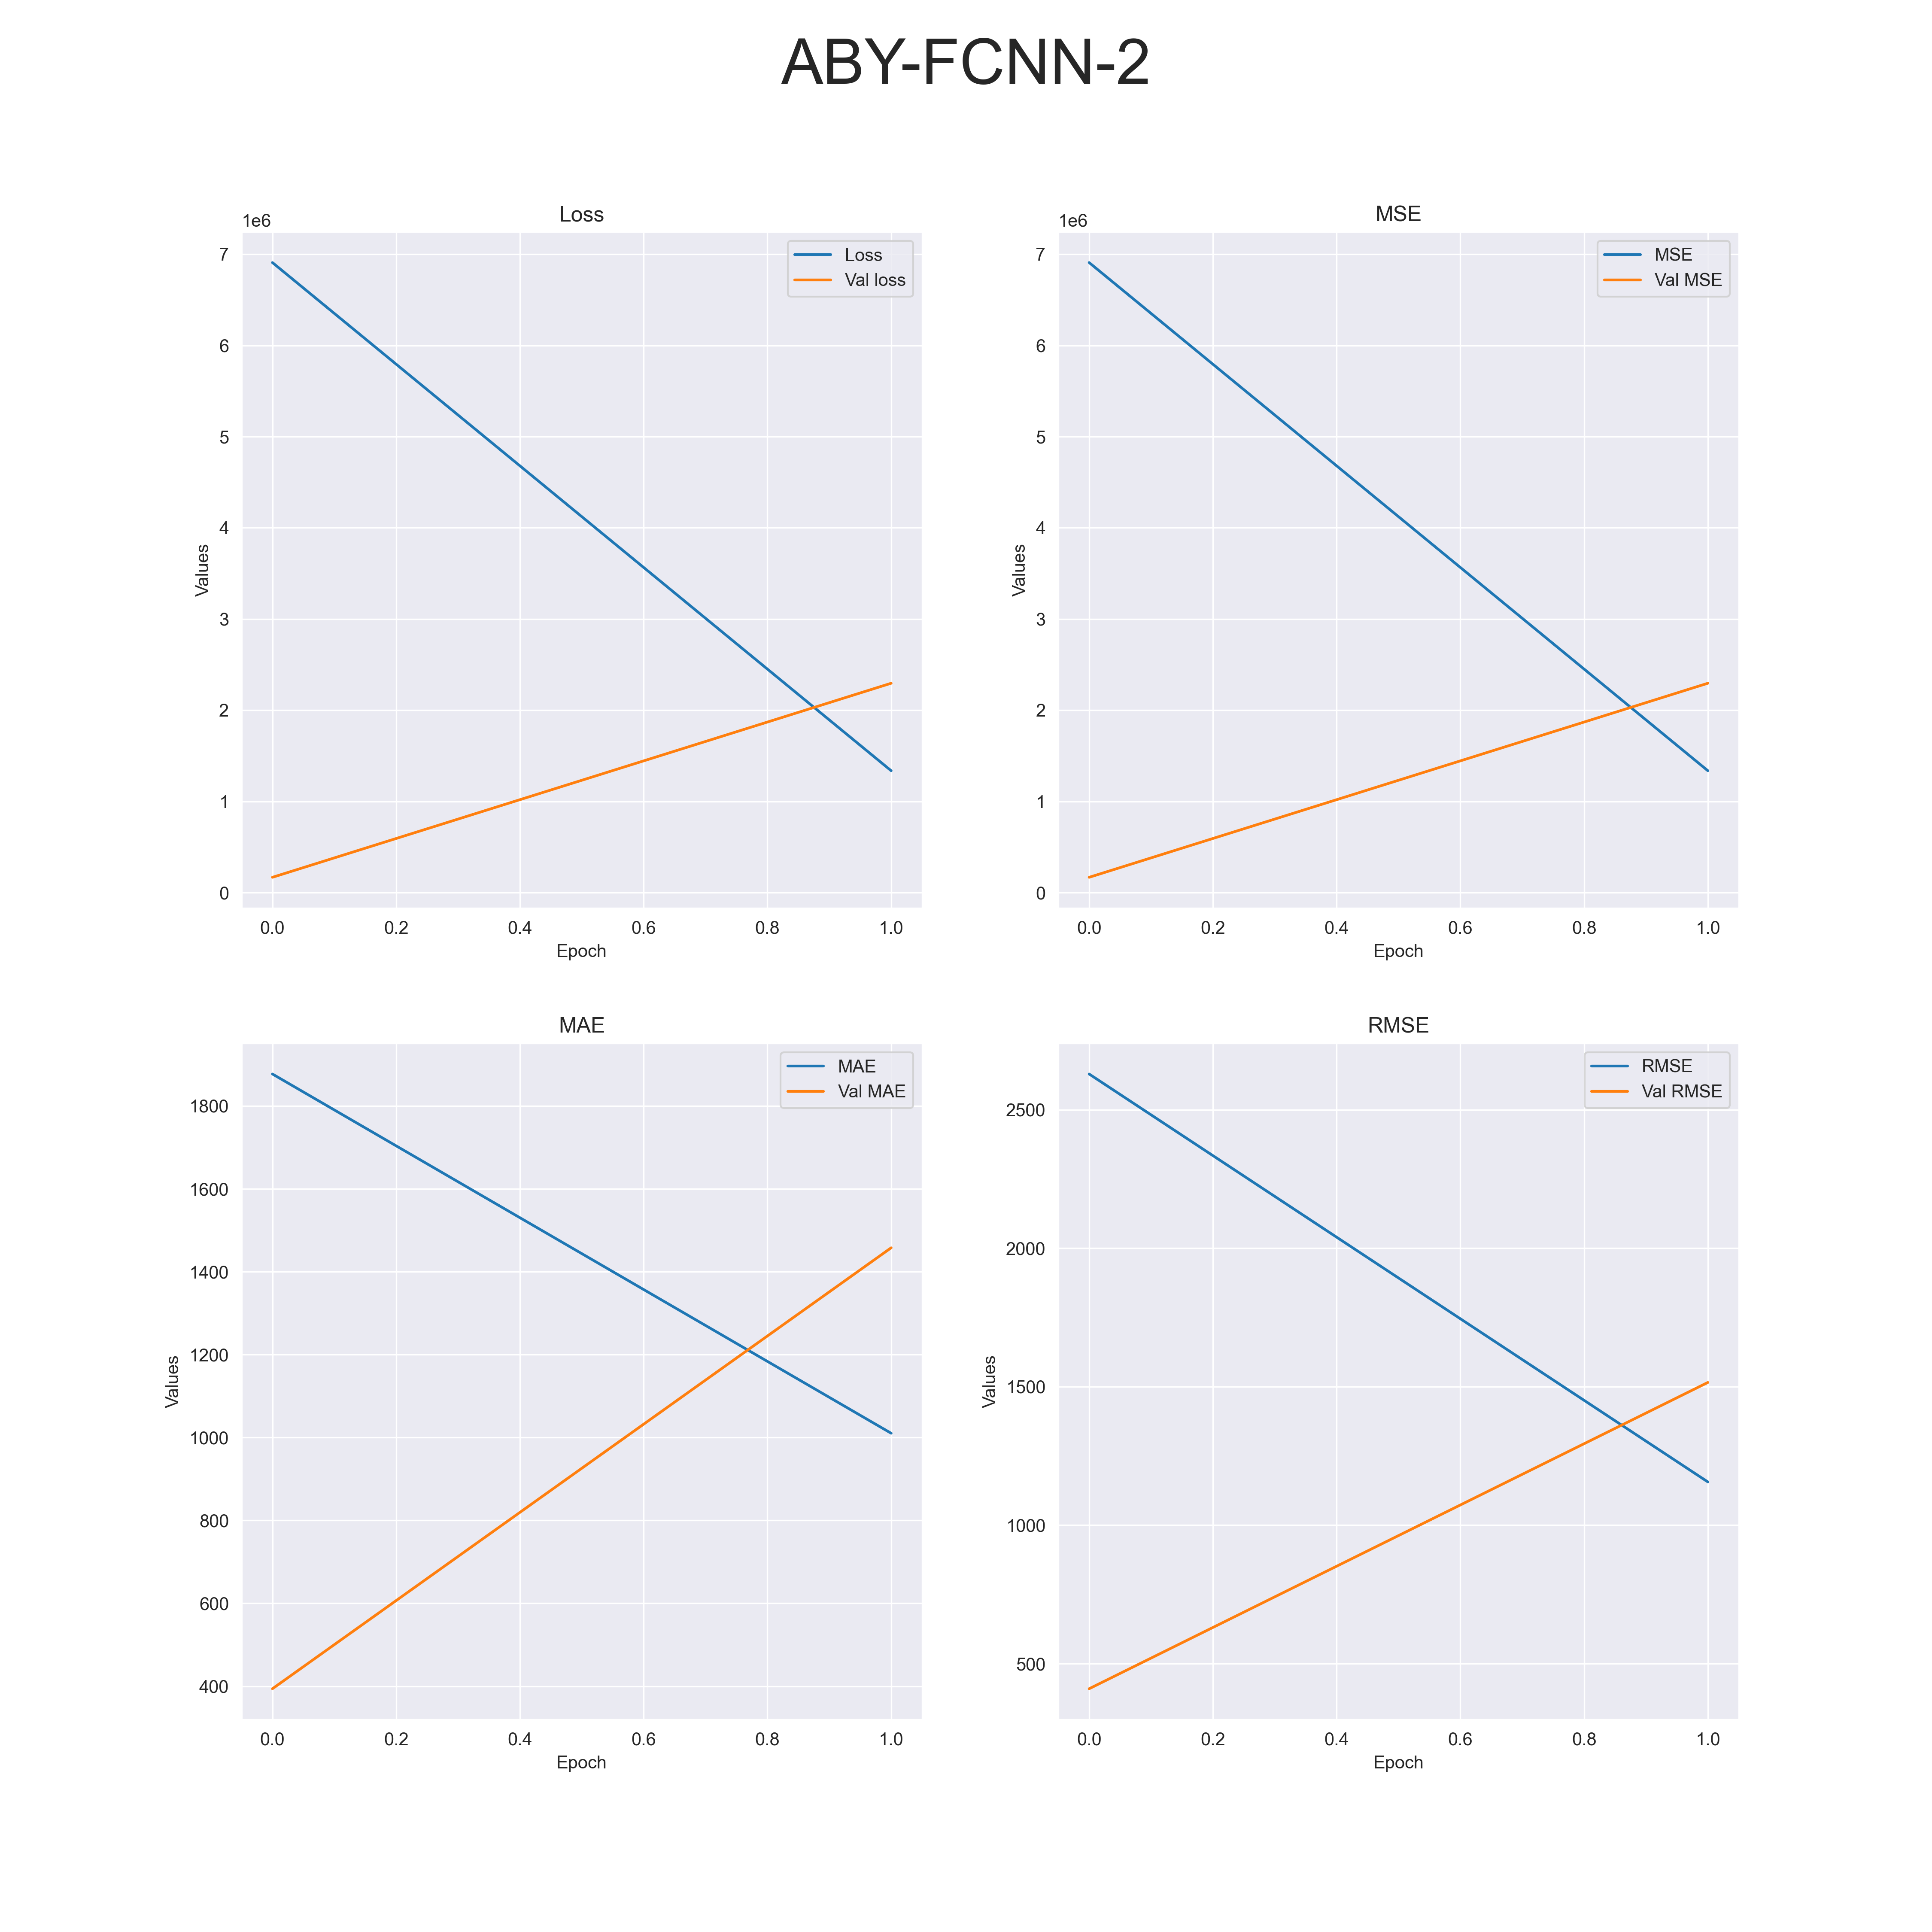 ABY-FCNN-2
Loss
1e6
7
6
5
4
3
2
1
0
Values
0.0 0.2 0.4 0.6 0.8 1.0
Epoch
Loss
Val loss
MSE
1e6
7
6
5
4
3
2
1
0
Values
0.0 0.2 0.4 0.6 0.8 1.0
Epoch
MSE
Val MSE
MAE
1800
1600
1400
1200
1000
800
600
400
Values
0.0 0.2 0.4 0.6 0.8 1.0
Epoch
MAE
Val MAE
RMSE
2500
2000
1500
1000
500
Values
0.0 0.2 0.4 0.6 0.8 1.0
Epoch
RMSE
Val RMSE